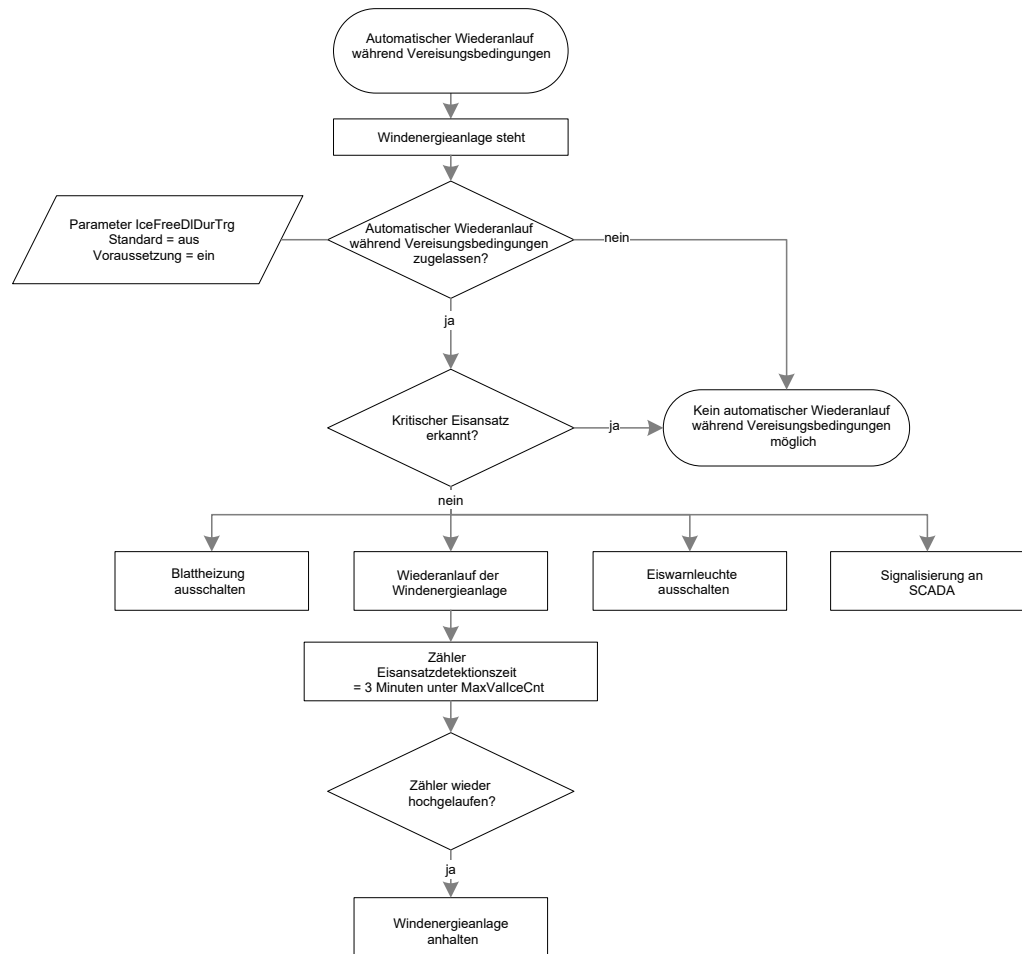 Automatischer Wiederanlauf
während Vereisungsbedingungen
Windenergieanlage steht
Parameter IceFreeDlDurTrg
Standard = aus
Voraussetzung = ein
Automatischer Wiederanlauf
während Vereisungsbedingungen
zugelassen?
nein
ja
Kritischer Eisansatz
erkannt?
ja
Kein automatischer Wiederanlauf
während Vereisungsbedingungen
möglich
nein
Blattheizung
ausschalten
Wiederanlauf der
Windenergieanlage
Eiswarnleuchte
ausschalten
Signalisierung an
SCADA
Zähler
Eisansatzdetektionszeit
= 3 Minuten unter MaxValIceCnt
Zähler wieder
hochgelaufen?
ja
Windenergieanlage
anhalten